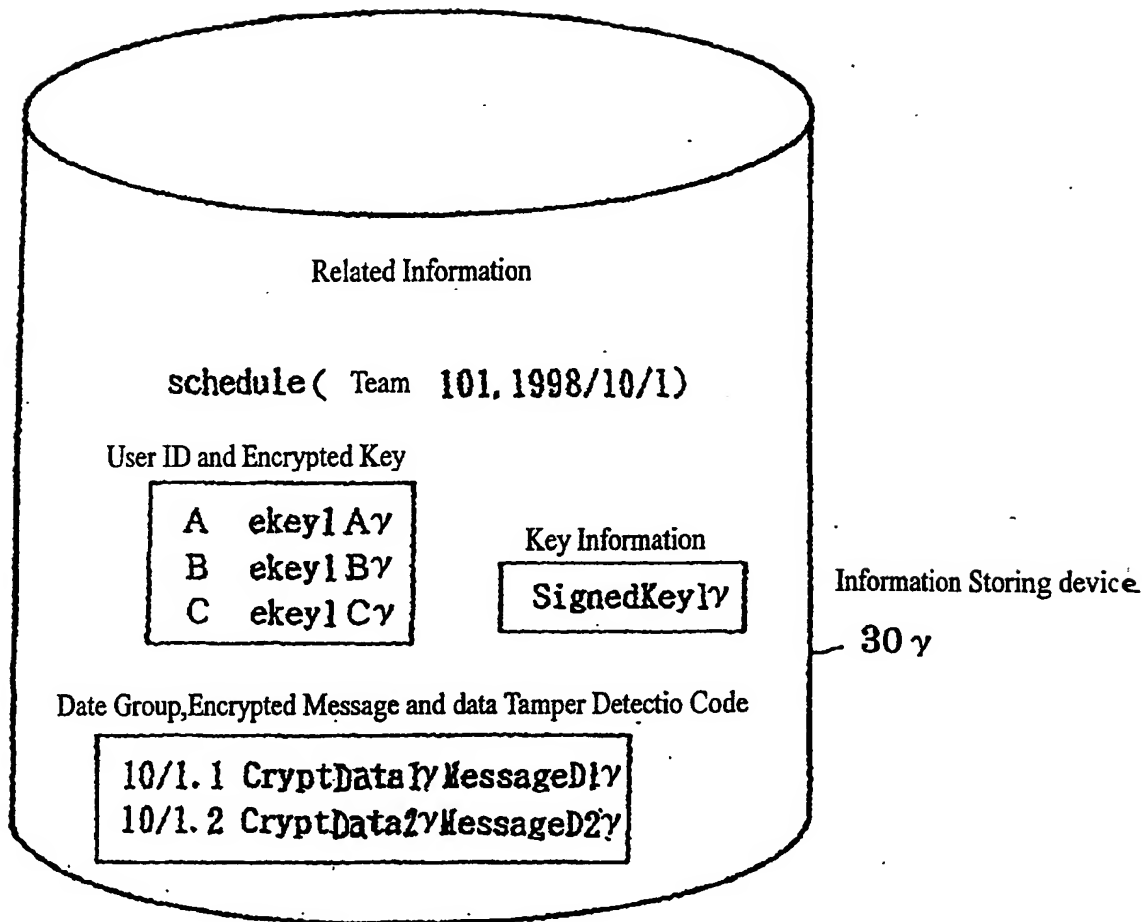 Related Information
schedule( Team 101, 1998/10/1)
User ID and Encrypted Key
A ekey1Aγ
B ekey1Bγ
C ekey1Cγ
Key Information
SignedKey1γ
Information Storing device
30γ
Date Group,Encrypted Message and data Tamper Detectio Code
10/1. 1 CryptData1γMessageD1γ
10/1. 2 CryptData2γMessageD2γ